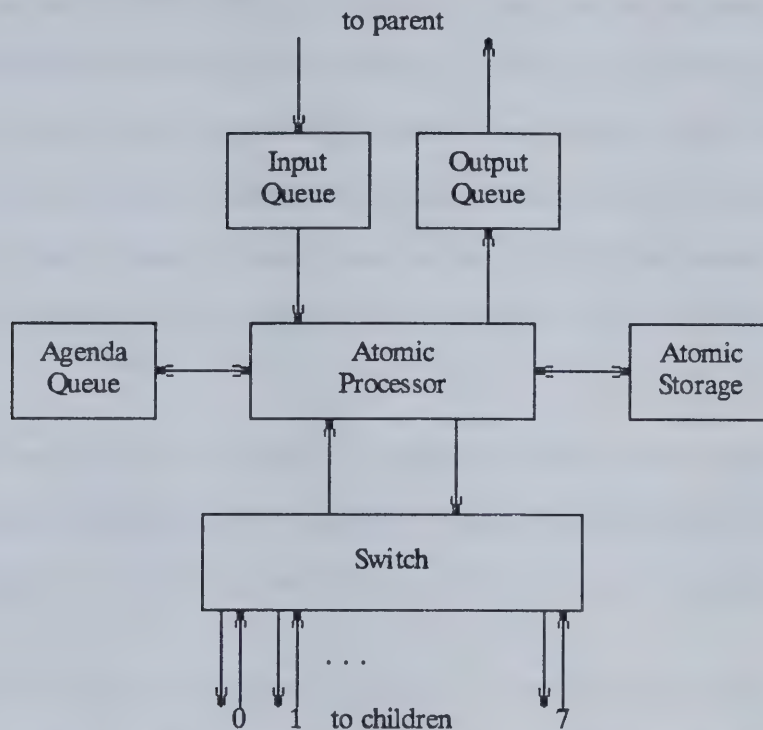 to parent
Input
Queue
Output
Queue
Agenda
Queue
Atomic
Processor
Atomic
Storage
Switch
. . .
0 1 to children 7